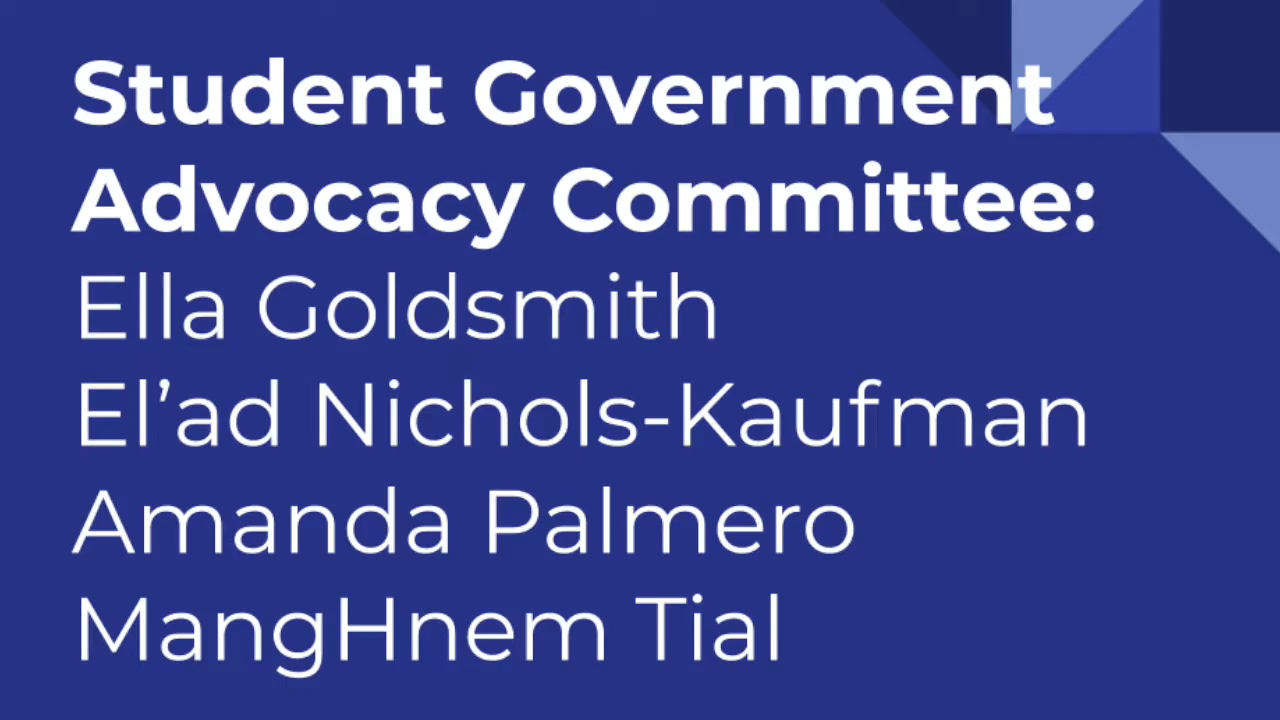 Student Government
Advocacy Committee:
Ella Goldsmith
El’ad Nichols-Kaufman
Amanda Palmero
MangHnem Tial